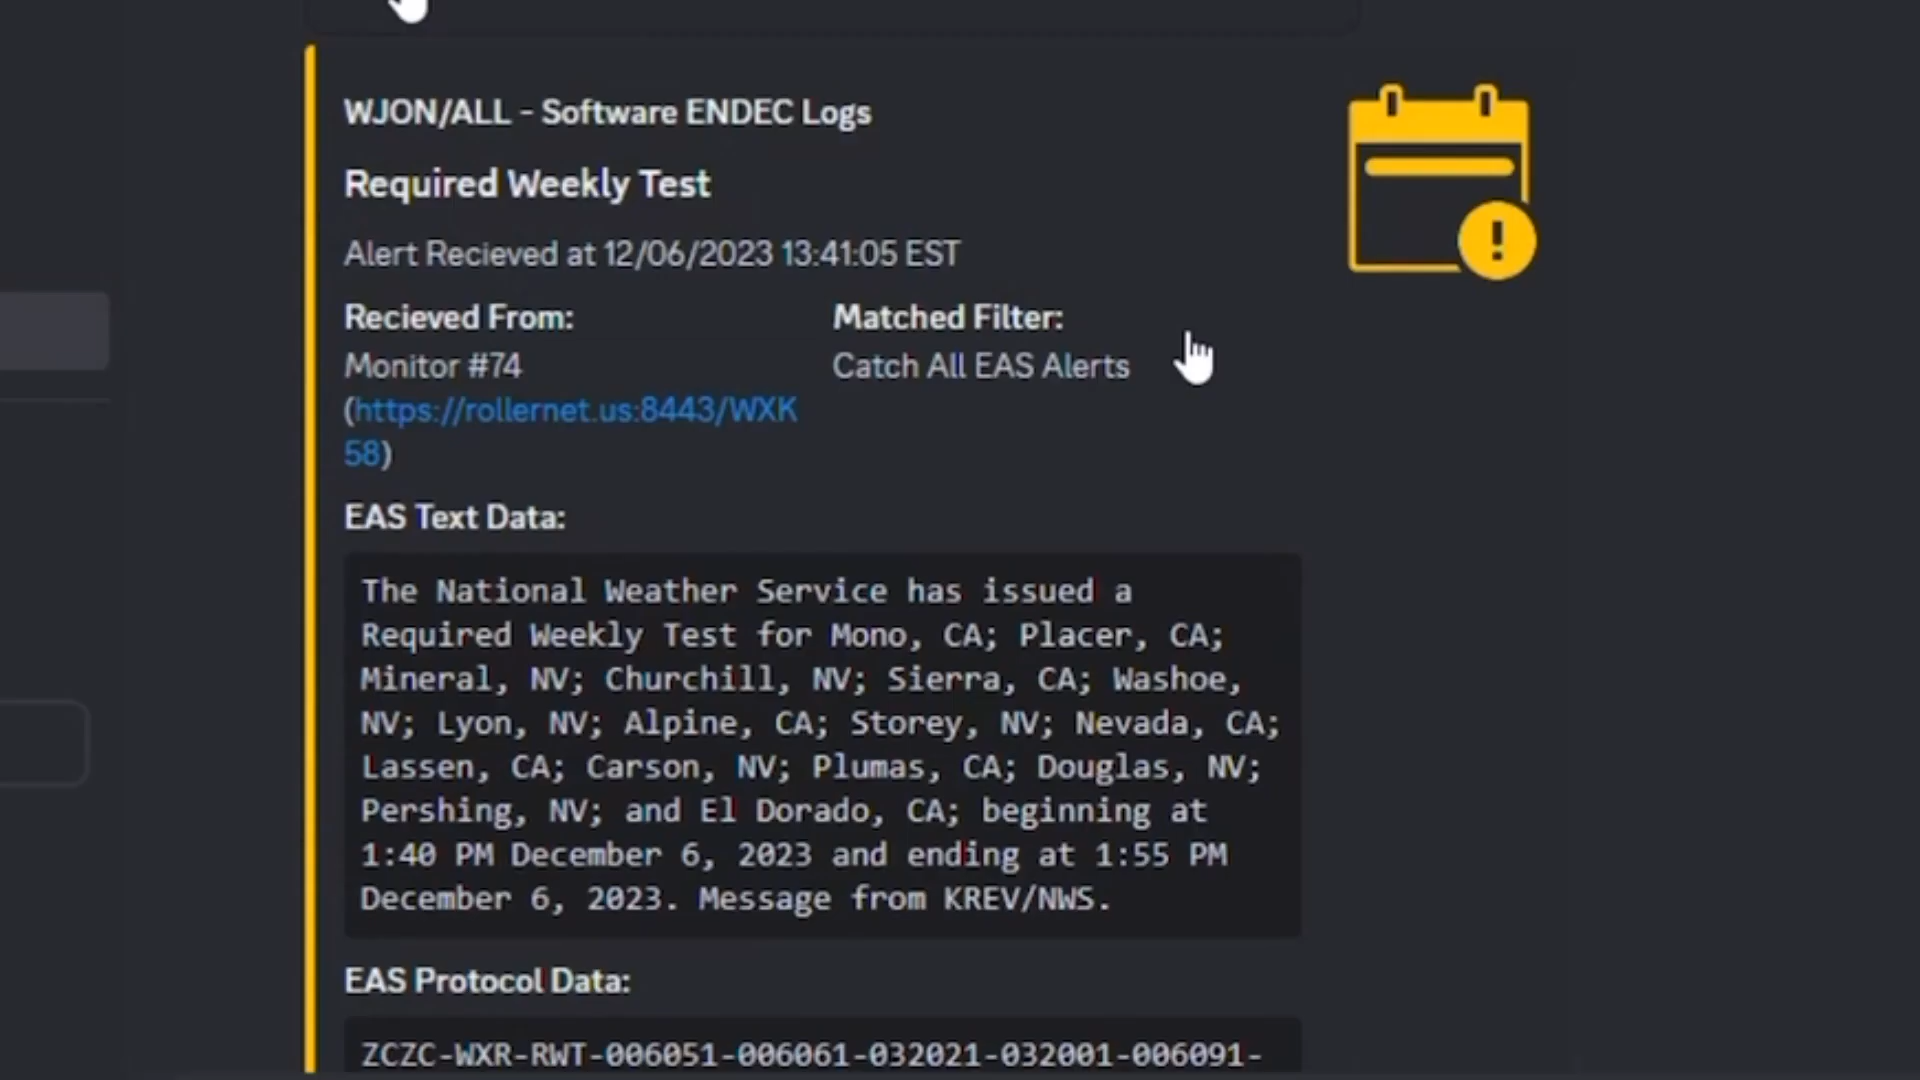 WJON/ALL - Software ENDEC Logs
Required Weekly Test
Alert Recieved at 12/06/2023 13:41:05 EST
Recieved From:
Monitor #74
(https://rollernet.us:8443/WXK
58)
Matched Filter:
Catch All EAS Alerts
EAS Text Data:
The National Weather Service has issued a
Required Weekly Test for Mono, CA; Placer, CA;
Mineral, NV; Churchill, NV; Sierra, CA; Washoe,
NV; Lyon, NV; Alpine, CA; Storey, NV; Nevada, CA;
Lassen, CA; Carson, NV; Plumas, CA; Douglas, NV;
Pershing, NV; and El Dorado, CA; beginning at
1:40 PM December 6, 2023 and ending at 1:55 PM
December 6, 2023. Message from KREV/NWS.
EAS Protocol Data:
ZCZC-WXR-RWT-006051-006061-032021-032001-006091-